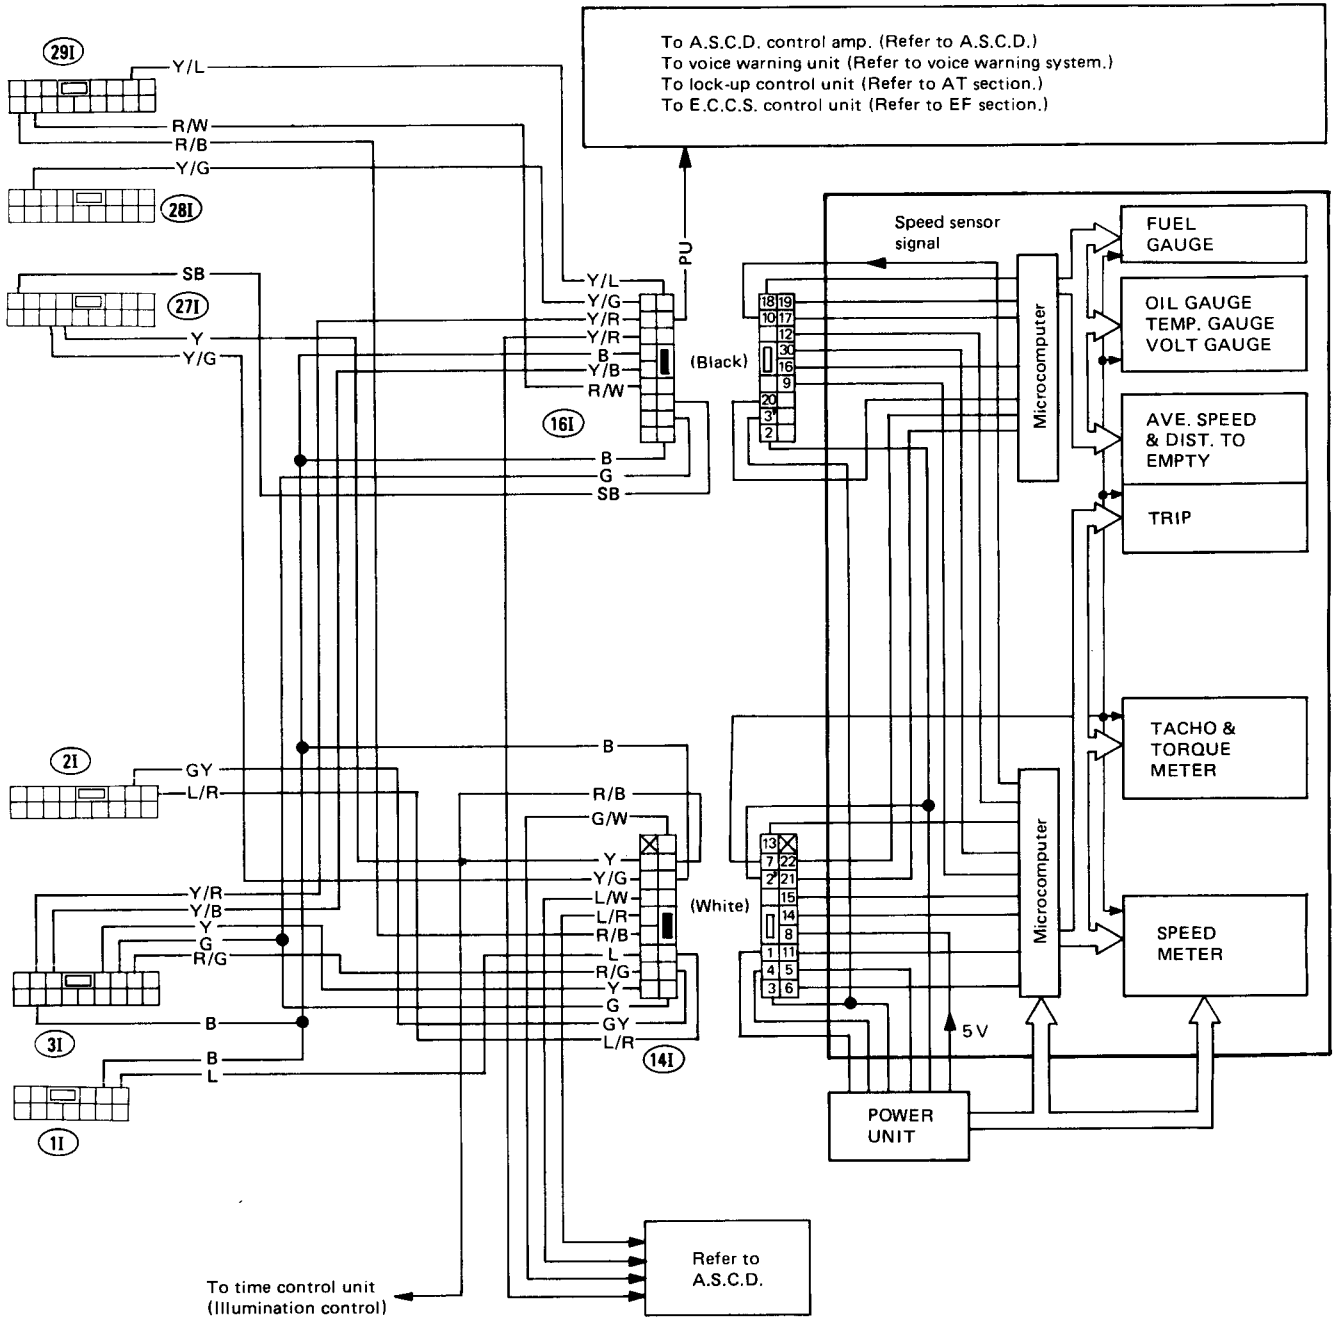 To A.S.C.D. control amp. (Refer to A.S.C.D.)
To voice warning unit (Refer to voice warning system.)
To lock-up control unit (Refer to AT section.)
To E.C.C.S. control unit (Refer to EF section.)
29I
Y/L
R/W
R/B
Y/G
28I
SB
27I
Y
Y/G
PU
Y/L
Y/G
Y/R
Y/R
B
Y/B
R/W
16I
B
G
SB
(Black)
18 19
10 17
12
30
16
9
20
3'
2
Speed sensor
signal
Microcomputer
FUEL
GAUGE
OIL GAUGE
TEMP. GAUGE
VOLT GAUGE
AVE. SPEED
& DIST. TO
EMPTY
TRIP
TACHO &
TORQUE
METER
SPEED
METER
2I
GY
L/R
B
R/B
G/W
Y
Y/G
L/W
L/R
R/B
L
R/G
Y
G
GY
L/R
14I
(White)
13
7 22
2' 21
15
14
8
1 11
4 5
3 6
Microcomputer
5V
POWER
UNIT
Y/R
Y/B
Y
G
R/G
3I
B
B
L
1I
Refer to
A.S.C.D.
To time control unit
(Illumination control)